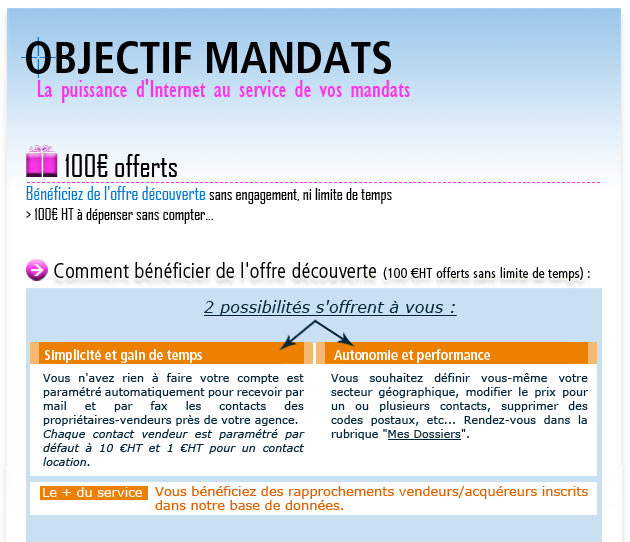 OBJECTIF MANDATS
La puissance d'Internet au service de vos mandats
100€ offerts
Bénéficiez de l'offre découverte sans engagement, ni limite de temps
> 100€ HT à dépenser sans compter...
Comment bénéficier de l'offre découverte (100 €HT offerts sans limite de temps) :
2 possibilités s'offrent à vous :
Simplicité et gain de temps
Vous n'avez rien à faire votre compte est
paramétré automatiquement pour recevoir par
mail et par fax les contacts des
propriétaires-vendeurs près de votre agence.
Chaque contact vendeur est paramétré par
défaut à 10 €HT et 1 €HT pour un contact
location.
Autonomie et performance
Vous souhaitez définir vous-même votre
secteur géographique, modifier le prix pour
un ou plusieurs contacts, supprimer des
codes postaux, etc... Rendez-vous dans la
rubrique "Mes Dossiers".
Le + du service
Vous bénéficiez des rapprochements vendeurs/acquéreurs inscrits
dans notre base de données.